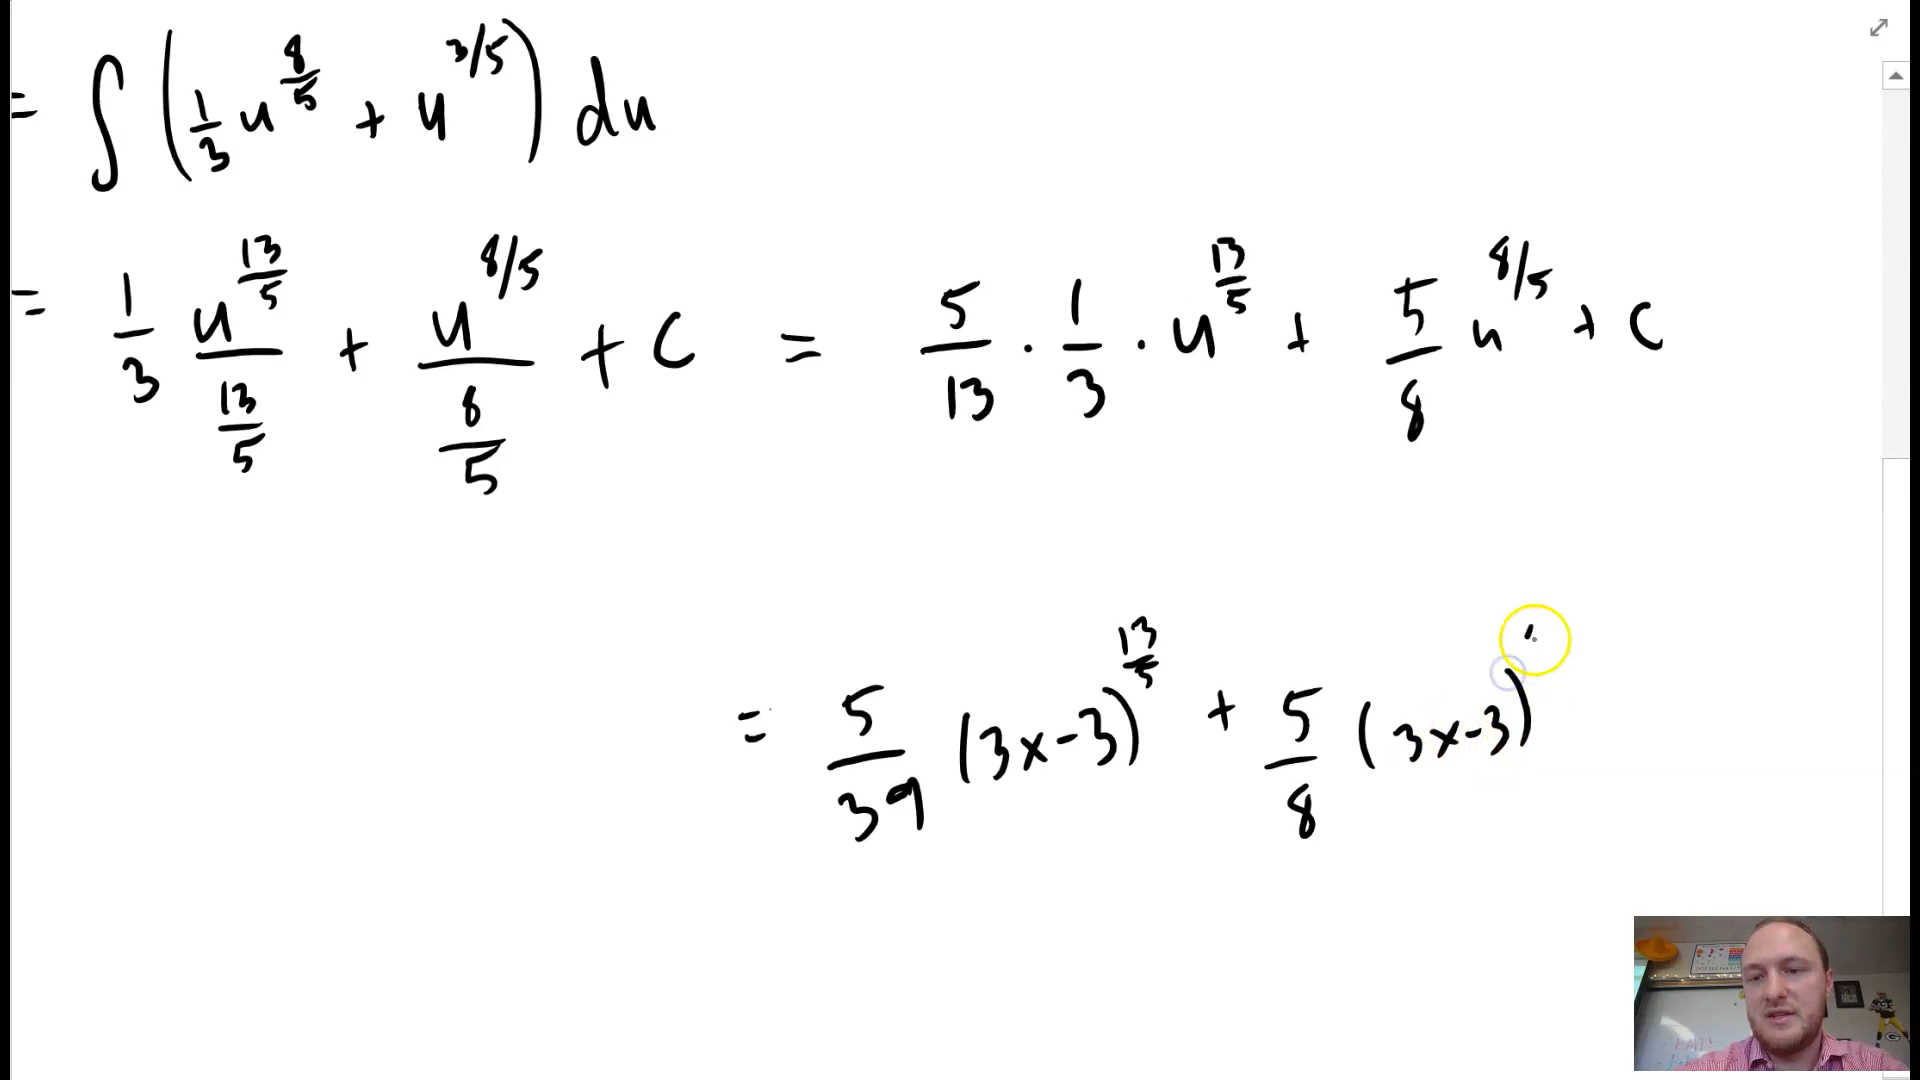 = ∫ (1/3 u^(8/5) + u^(3/5)) du
= 1/3 u^(13/5)/(13/5) + u^(8/5)/(8/5) + C = 5/13 · 1/3 · u^(13/5) + 5/8 u^(8/5) + C
= 5/39 (3x-3)^(13/5) + 5/8 (3x-3)